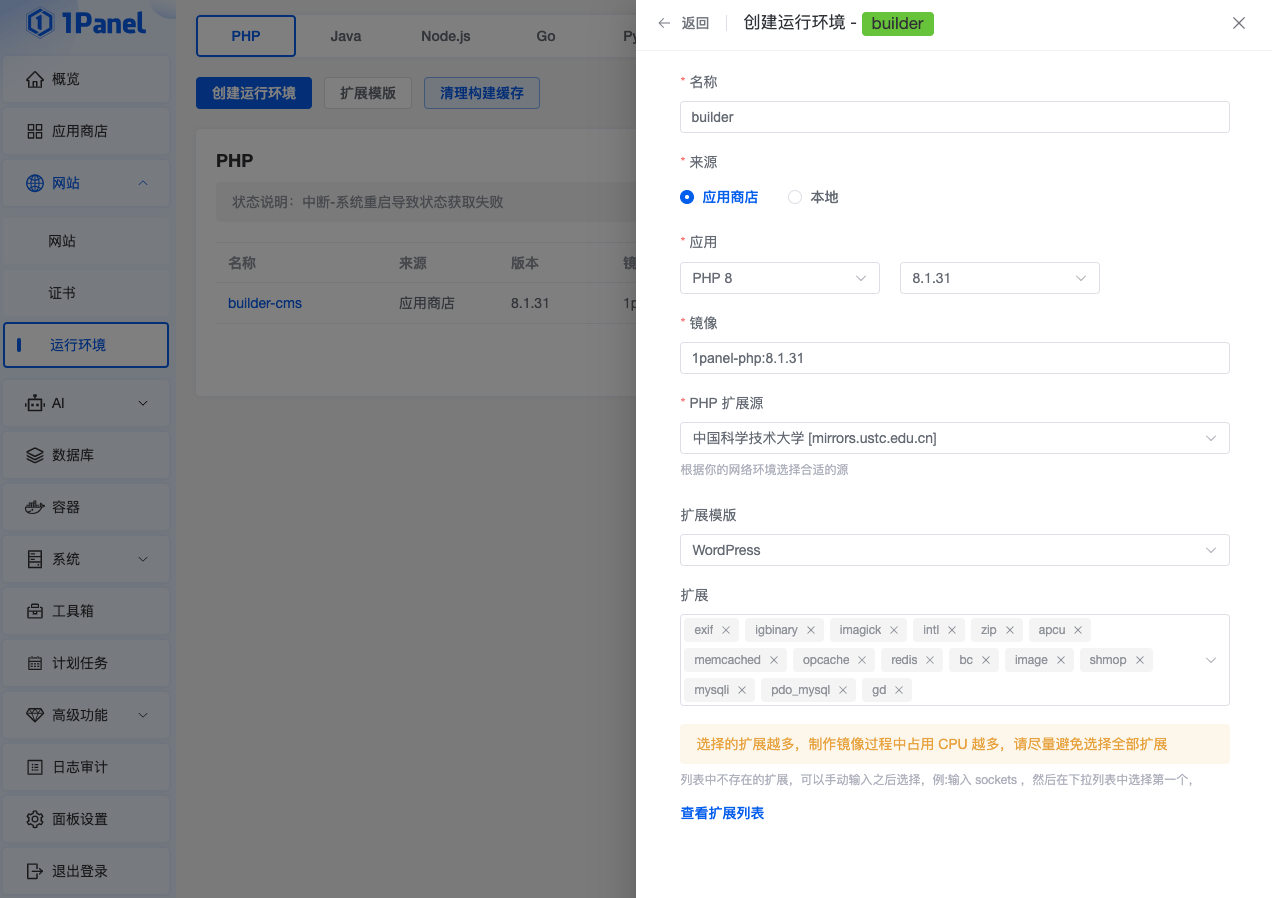 1Panel
概览
应用商店
网站
网站
证书
运行环境
AI
数据库
容器
系统
工具箱
计划任务
高级功能
日志审计
面板设置
退出登录
PHP Java Node.js Go Py
创建运行环境 扩展模版 清理构建缓存
PHP
状态说明：中断-系统重启导致状态获取失败
名称 来源 版本 镜
builder-cms 应用商店 8.1.31 1p
返回 创建运行环境 - builder
* 名称
builder
* 来源
应用商店 本地
* 应用
PHP 8 8.1.31
* 镜像
1panel-php:8.1.31
* PHP 扩展源
中国科学技术大学 [mirrors.ustc.edu.cn]
根据你的网络环境选择合适的源
扩展模版
WordPress
扩展
exif igbinary imagick intl zip apcu
memcached opcache redis bc image shmop
mysqli pdo_mysql gd
选择的扩展越多，制作镜像过程中占用 CPU 越多，请尽量避免选择全部扩展
列表中不存在的扩展，可以手动输入之后选择，例:输入 sockets ，然后在下拉列表中选择第一个，
查看扩展列表